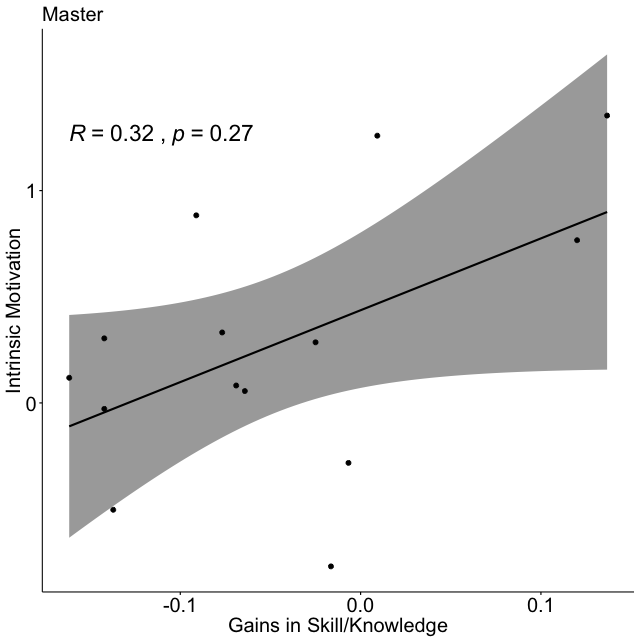 Master
R = 0.32 , p = 0.27
Intrinsic Motivation
1
0
-0.1
0.0
0.1
Gains in Skill/Knowledge